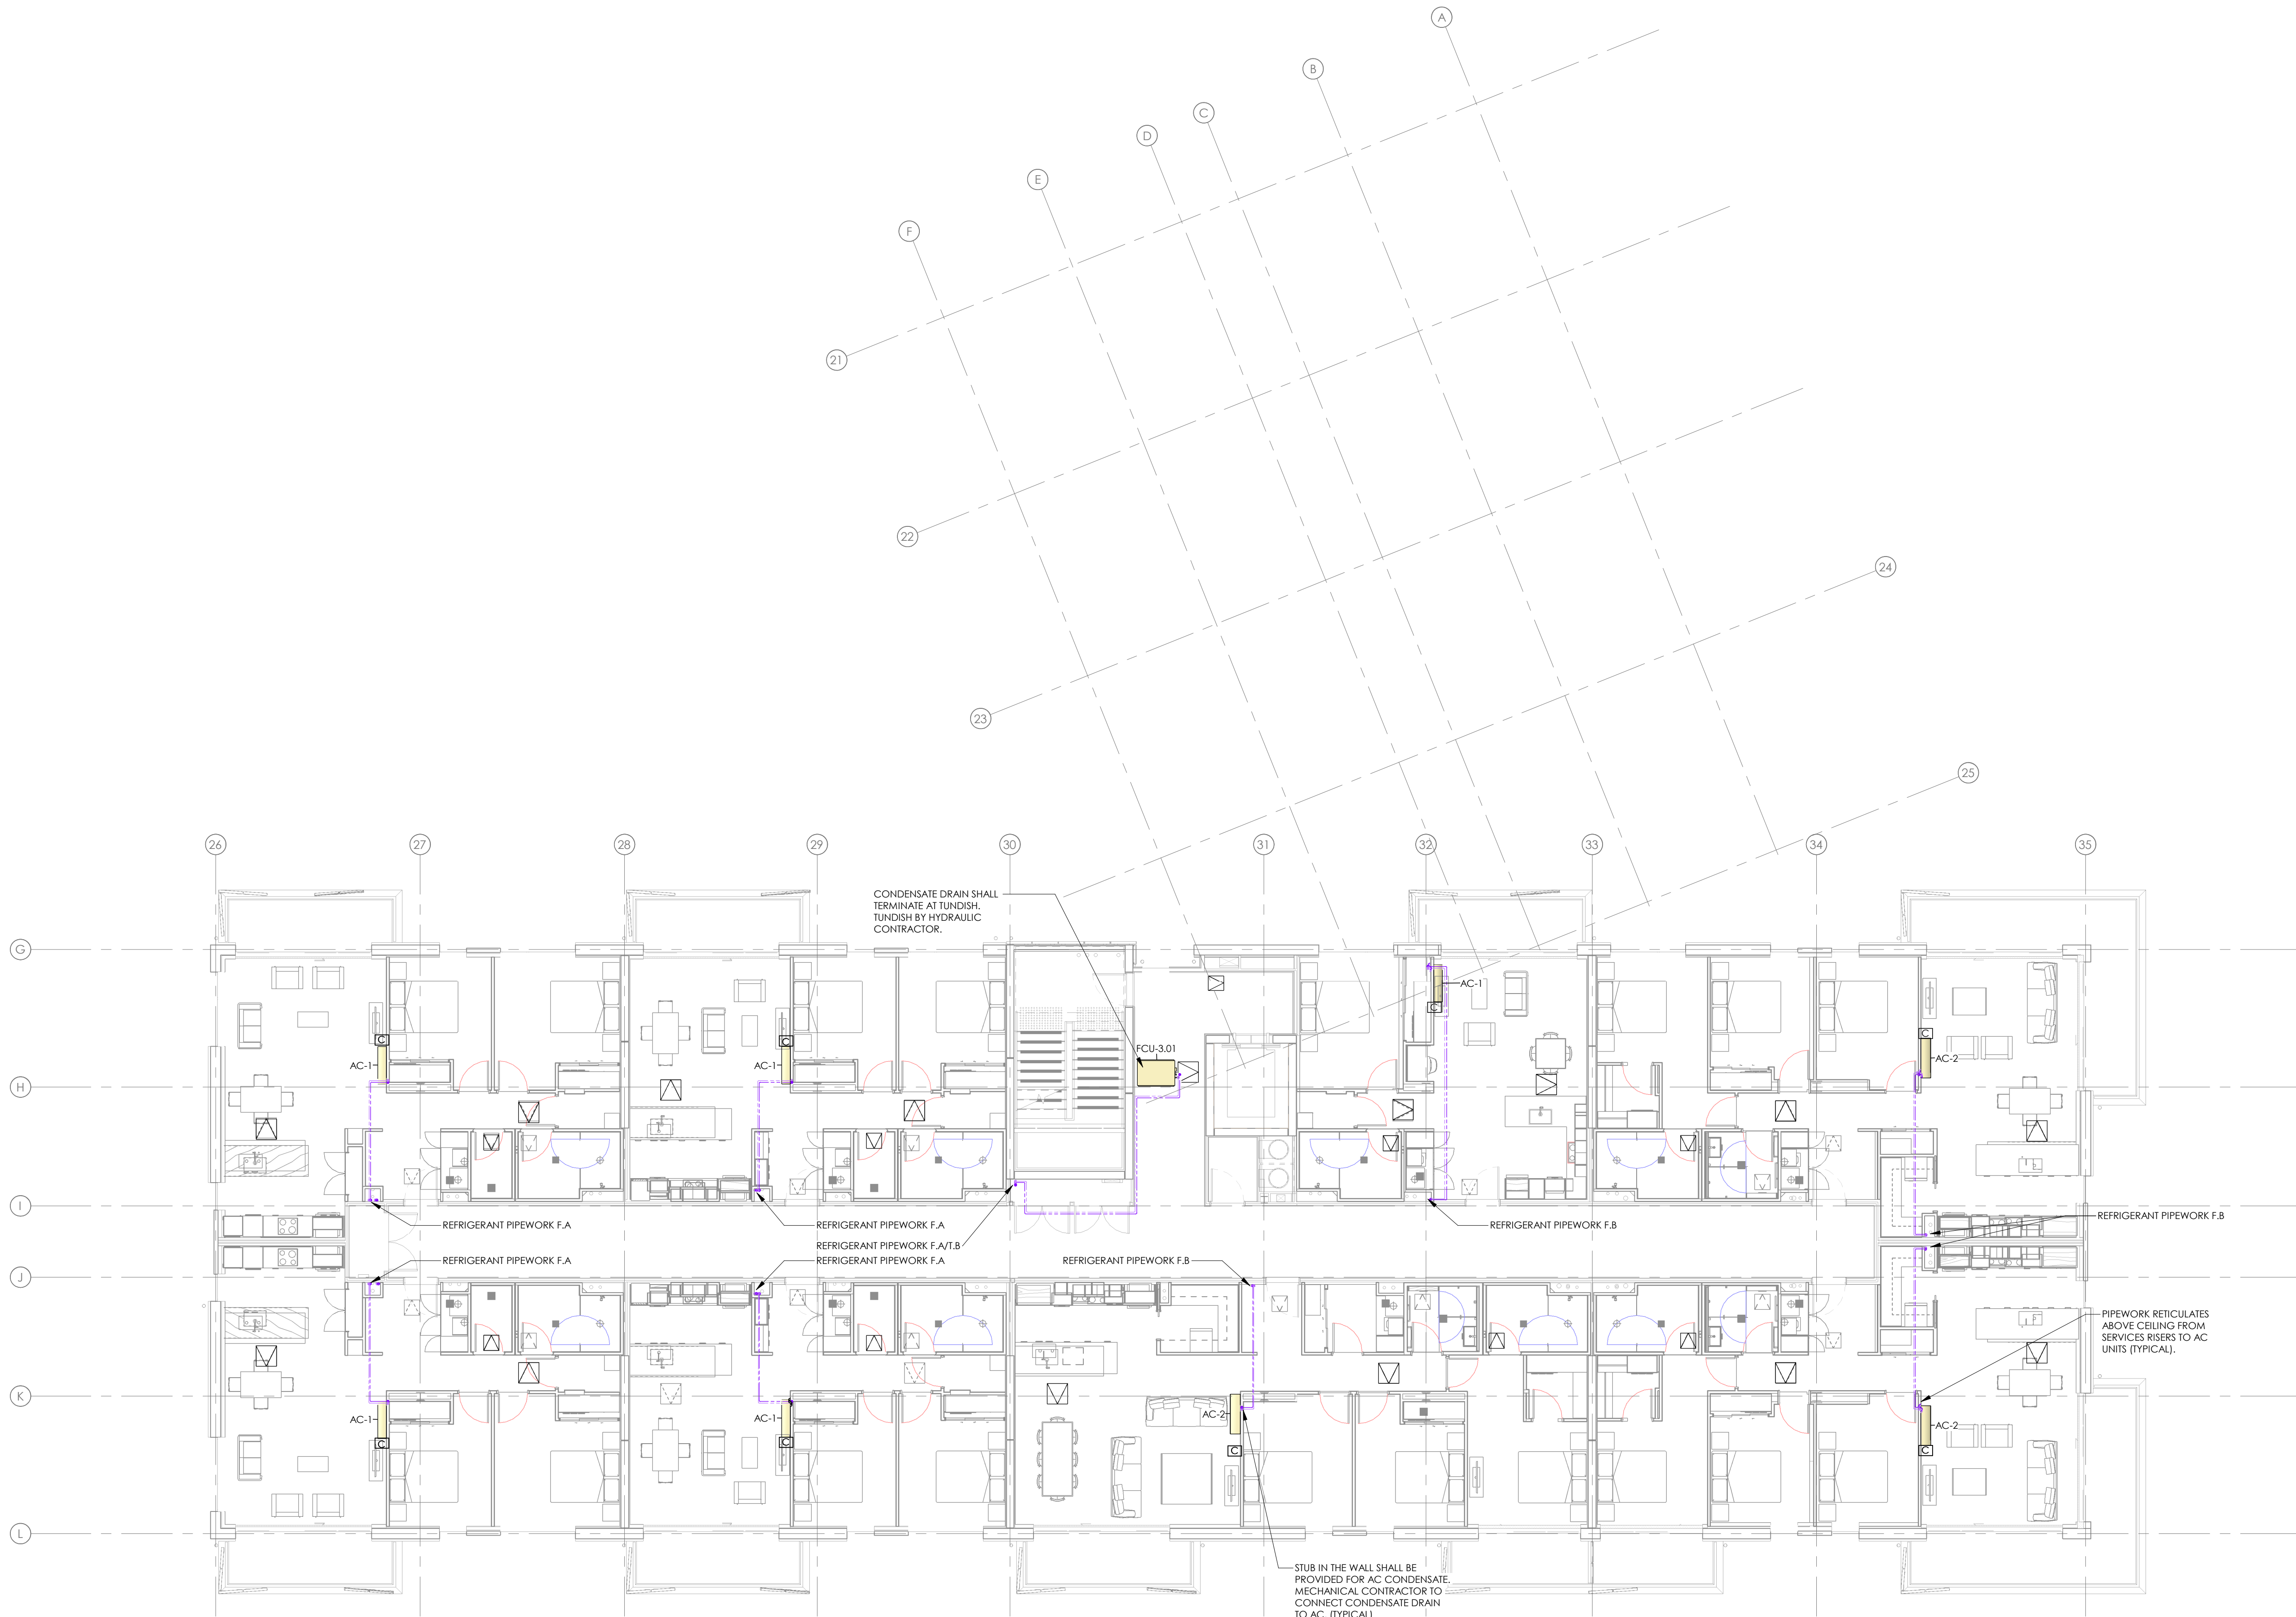 A
B
C
D
E
F
21
22
24
23
25
26
27
28
29
30
31
32
33
34
35
CONDENSATE DRAIN SHALL
TERMINATE AT TUNDISH.
TUNDISH BY HYDRAULIC
CONTRACTOR.
G
AC-1
C
C
C
C
FCU-3.01
AC-1
AC-1
AC-2
H
I
REFRIGERANT PIPEWORK F.A
REFRIGERANT PIPEWORK F.A
REFRIGERANT PIPEWORK F.B
REFRIGERANT PIPEWORK F.B
REFRIGERANT PIPEWORK F.A/T.B
REFRIGERANT PIPEWORK F.A
REFRIGERANT PIPEWORK F.A
REFRIGERANT PIPEWORK F.B
J
PIPEWORK RETICULATES
ABOVE CEILING FROM
SERVICES RISERS TO AC
UNITS (TYPICAL).
K
AC-1
AC-1
AC-2
AC-2
C
C
C
C
L
STUB IN THE WALL SHALL BE
PROVIDED FOR AC CONDENSATE.
MECHANICAL CONTRACTOR TO
CONNECT CONDENSATE DRAIN
TO AC. (TYPICAL)